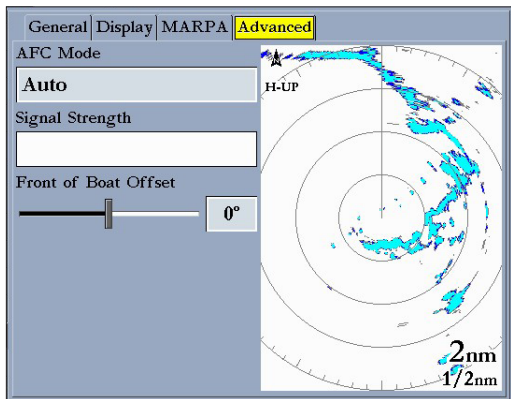 General Display MARPA Advanced
AFC Mode
Auto
Signal Strength
Front of Boat Offset
0°
H-UP
2nm
1/2nm